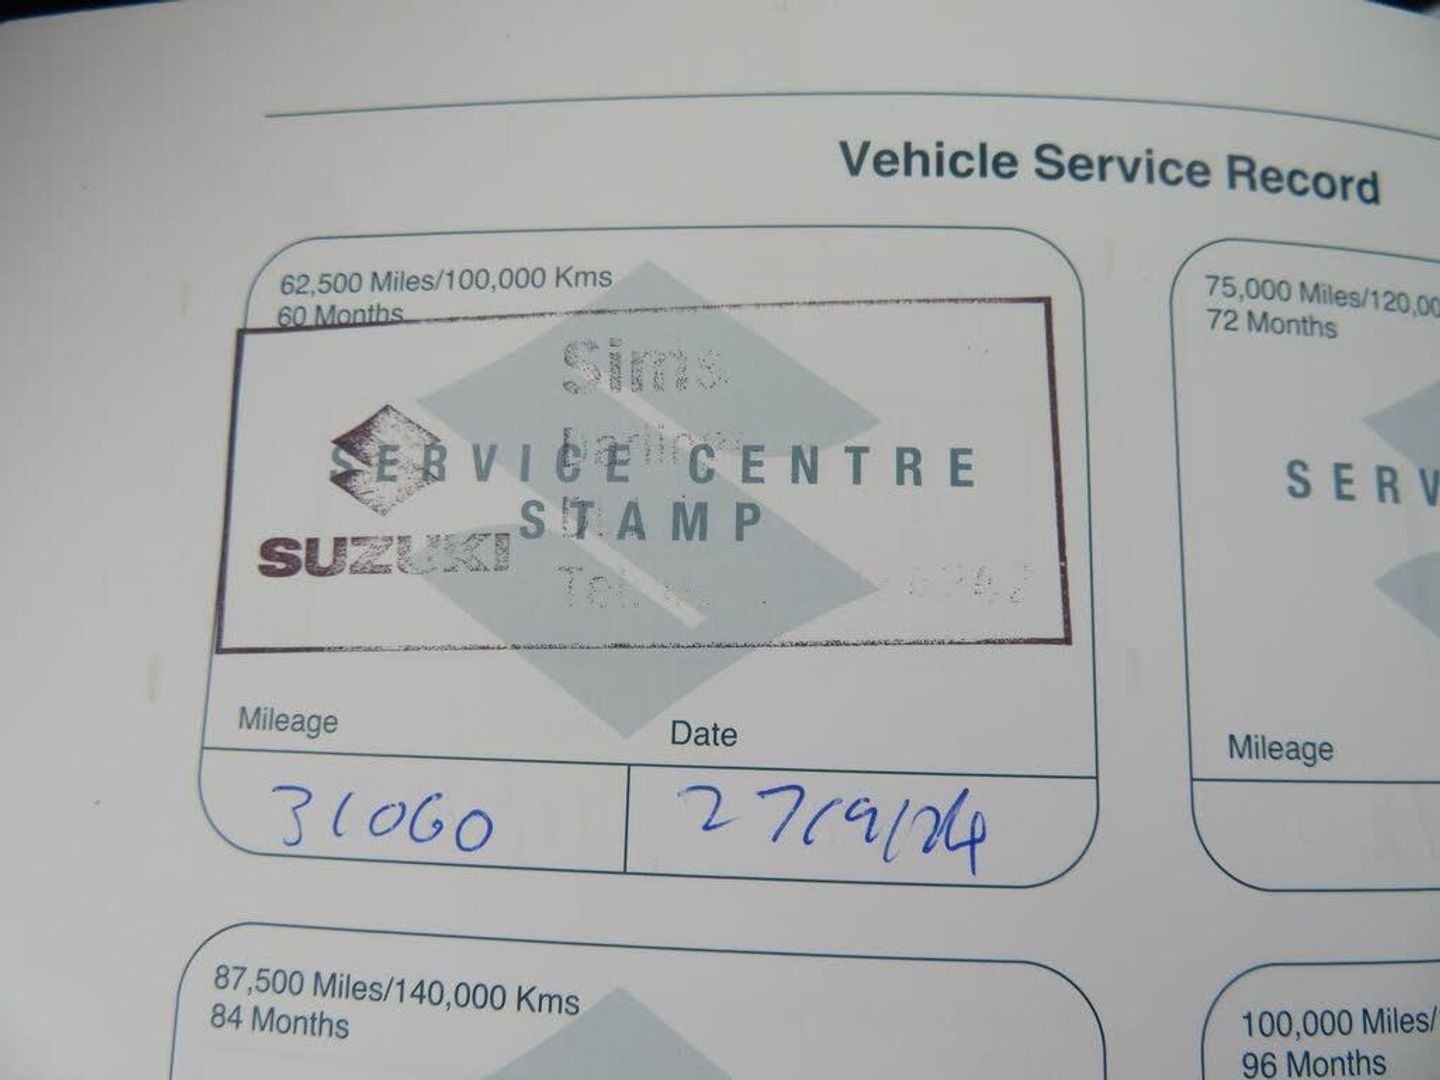 Vehicle Service Record
62,500 Miles/100,000 Kms
60 Months
Sims
SERVICE CENTRE
STAMP
SUZUKI
Tel
Mileage
Date
31060
27/9/24
75,000 Miles/120,00
72 Months
SERV
Mileage
87,500 Miles/140,000 Kms
84 Months
100,000 Miles/
96 Months